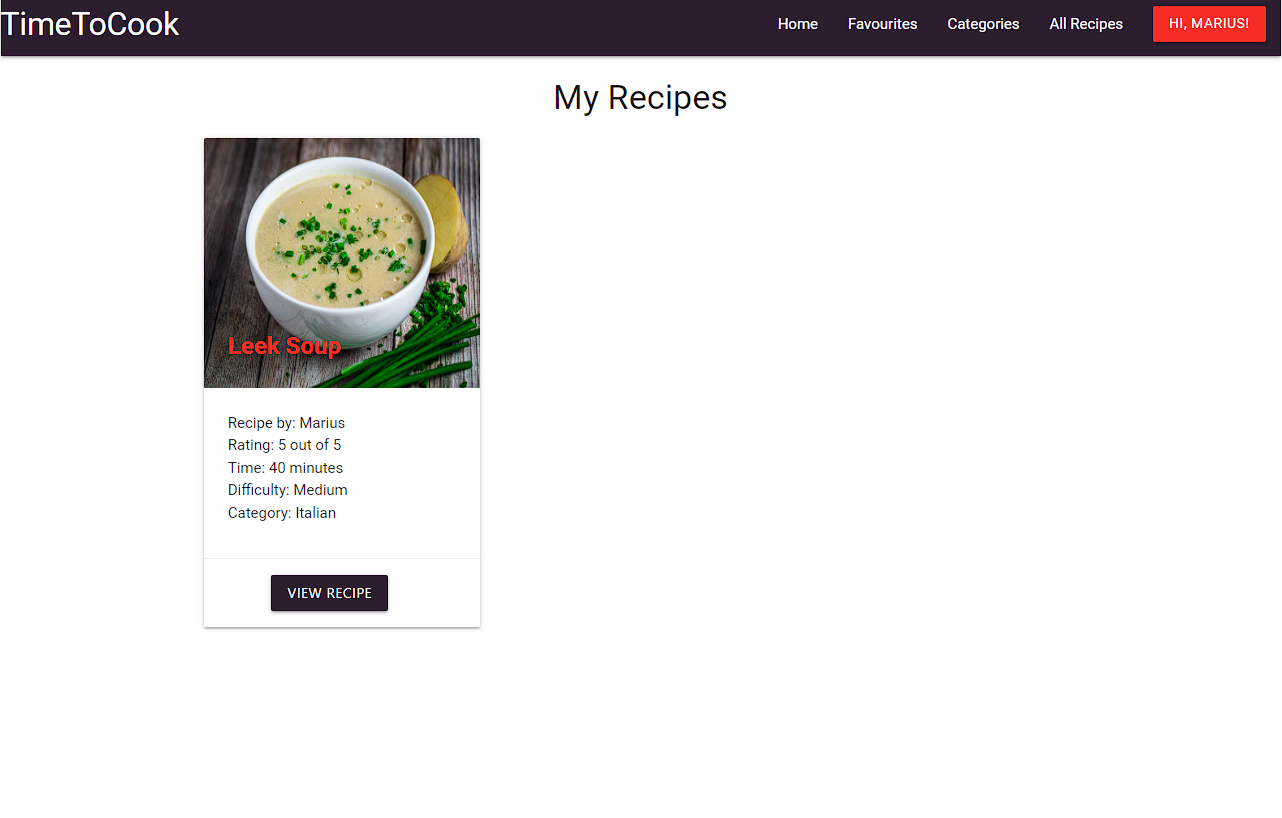 TimeToCook
Home Favourites Categories All Recipes HI, MARIUS!
My Recipes
Leek Soup
Recipe by: Marius
Rating: 5 out of 5
Time: 40 minutes
Difficulty: Medium
Category: Italian
VIEW RECIPE